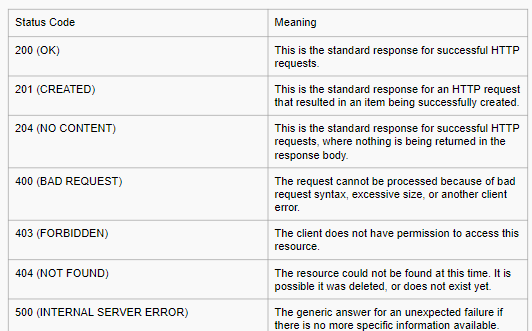 Status Code
Meaning
200 (OK)
This is the standard response for successful HTTP
requests.
201 (CREATED)
This is the standard response for an HTTP request
that resulted in an item being successfully created.
204 (NO CONTENT)
This is the standard response for successful HTTP
requests, where nothing is being returned in the
response body.
400 (BAD REQUEST)
The request cannot be processed because of bad
request syntax, excessive size, or another client
error.
403 (FORBIDDEN)
The client does not have permission to access this
resource.
404 (NOT FOUND)
The resource could not be found at this time. It is
possible it was deleted, or does not exist yet.
500 (INTERNAL SERVER ERROR)
The generic answer for an unexpected failure if
there is no more specific information available.